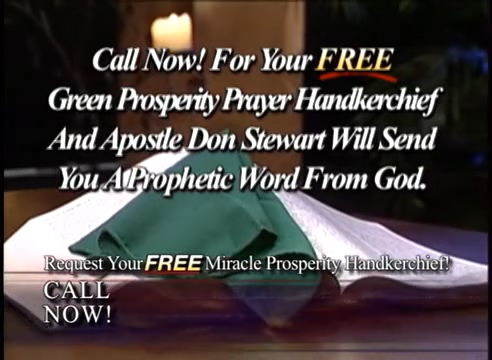 Call Now! For Your FREE
Green Prosperity Prayer Handkerchief
And Apostle Don Stewart Will Send
You A Prophetic Word From God.
Request Your FREE Miracle Prosperity Handkerchief!
CALL
NOW!